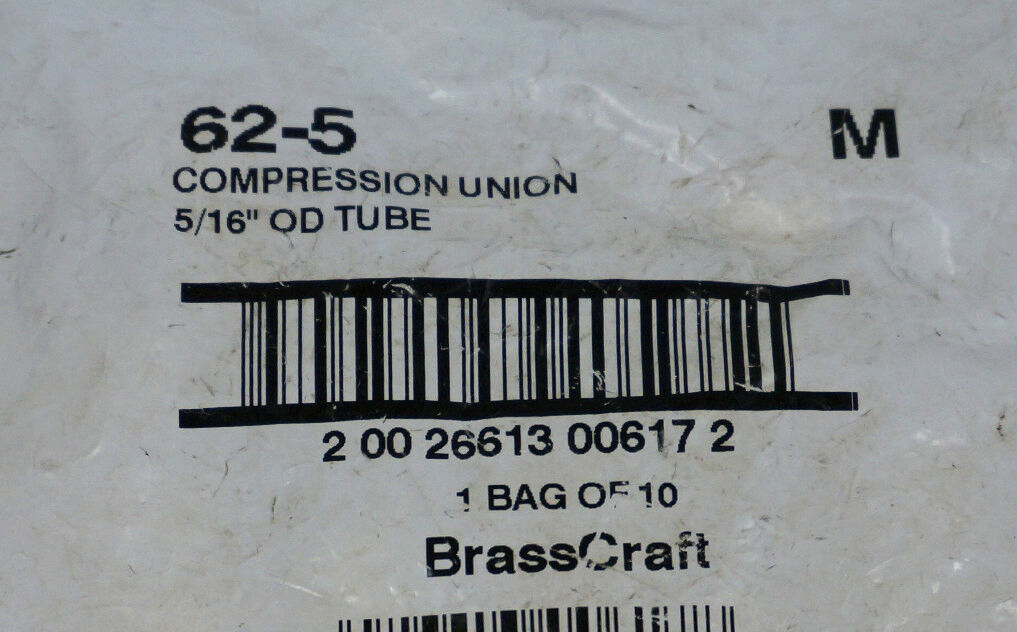 62-5
M
COMPRESSION UNION
5/16" OD TUBE
2 00 26613 00617 2
1 BAG OF 10
BrassCraft